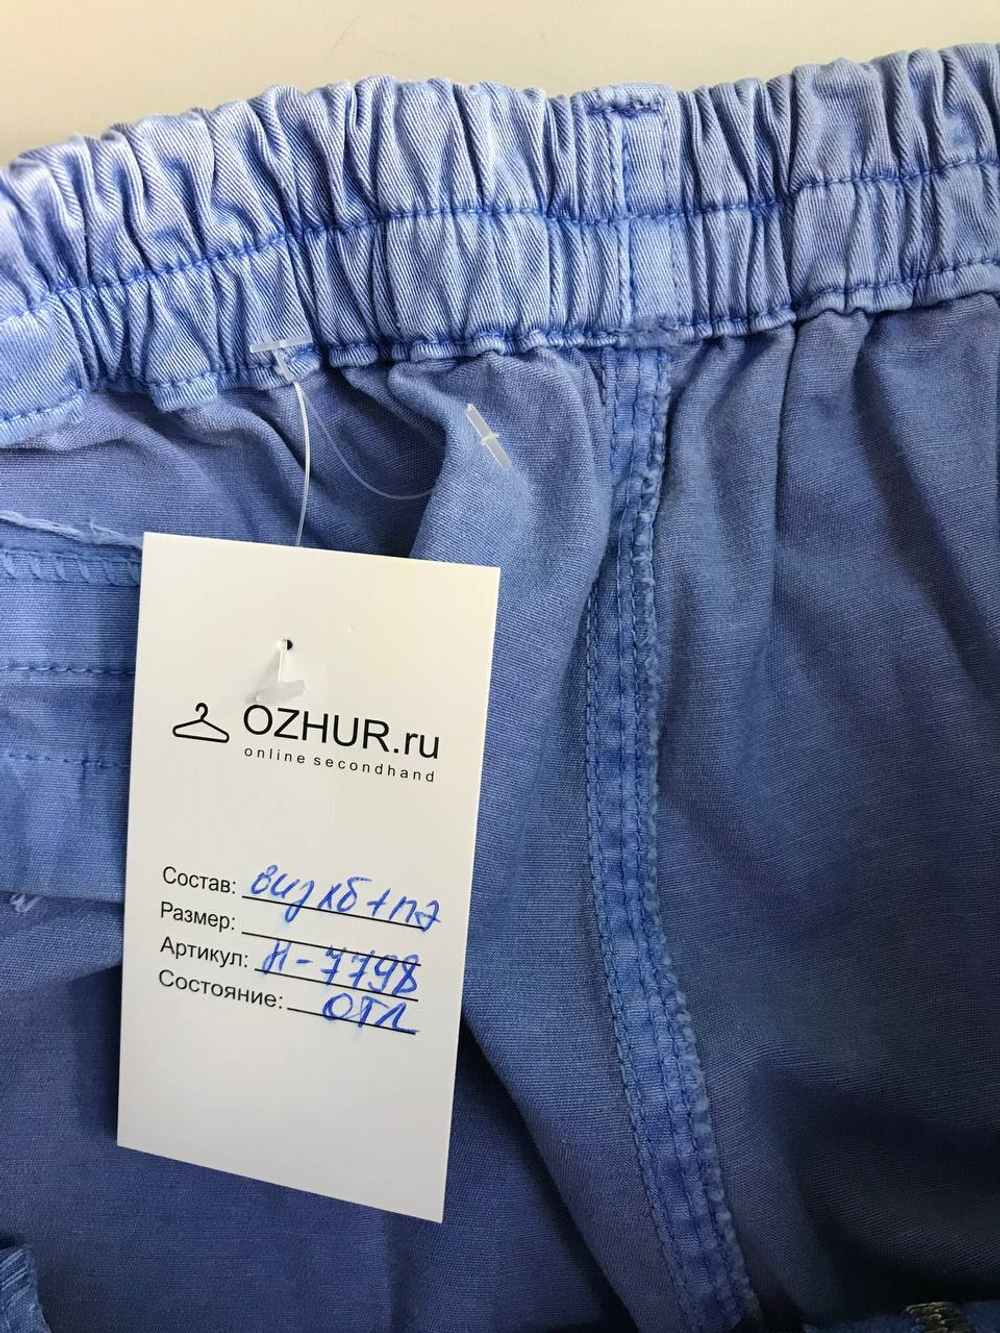 OZHUR.ru
online secondhand
Состав: виз хб+пэ
Размер:
Артикул: Н-7798
Состояние: ОТЛ